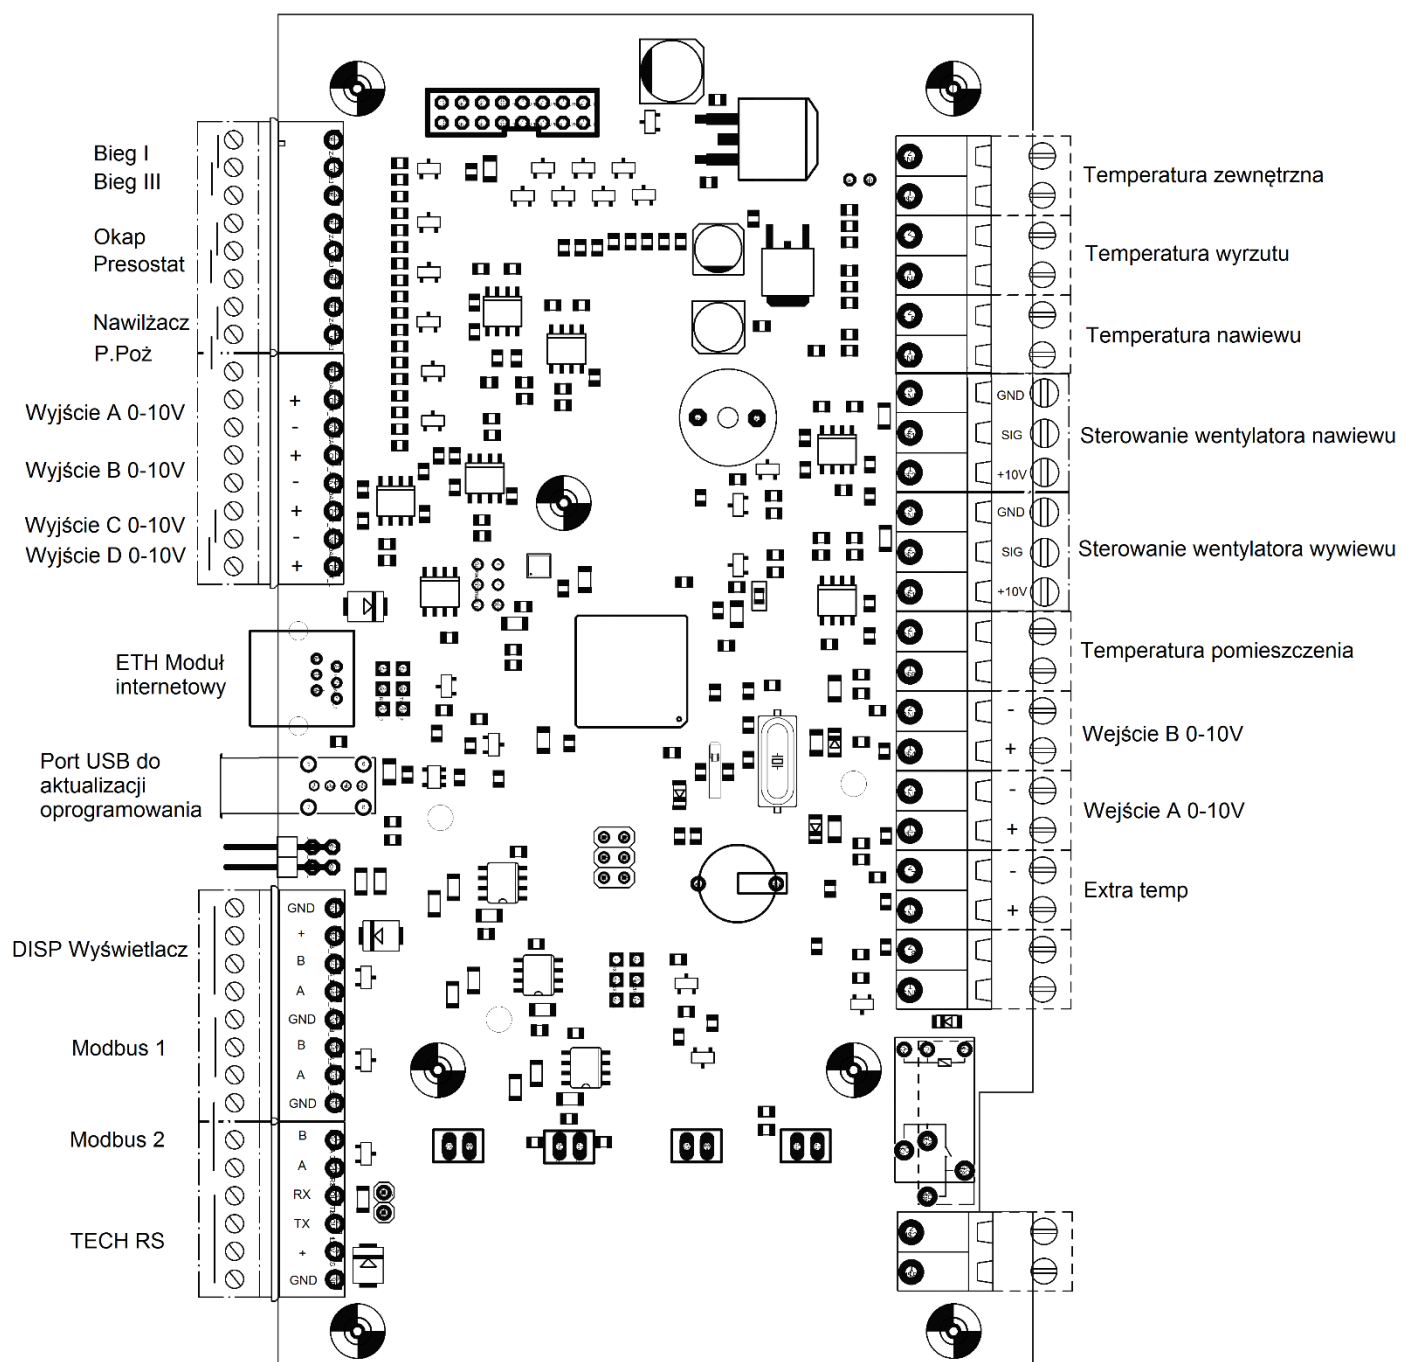 Bieg I
Bieg III
Okap
Presostat
Nawilżacz
P.Poż
Wyjście A 0-10V
+
-
Wyjście B 0-10V
+
-
Wyjście C 0-10V
+
-
Wyjście D 0-10V
+
ETH Moduł
internetowy
Port USB do
aktualizacji
oprogramowania
DISP Wyświetlacz
GND
+
B
A
Modbus 1
GND
B
A
GND
Modbus 2
B
A
TECH RS
RX
TX
+
GND
Temperatura zewnętrzna
Temperatura wyrzutu
Temperatura nawiewu
GND
SIG
+10V
Sterowanie wentylatora nawiewu
GND
SIG
+10V
Sterowanie wentylatora wywiewu
Temperatura pomieszczenia
-
+
Wejście B 0-10V
-
+
Wejście A 0-10V
-
+
Extra temp